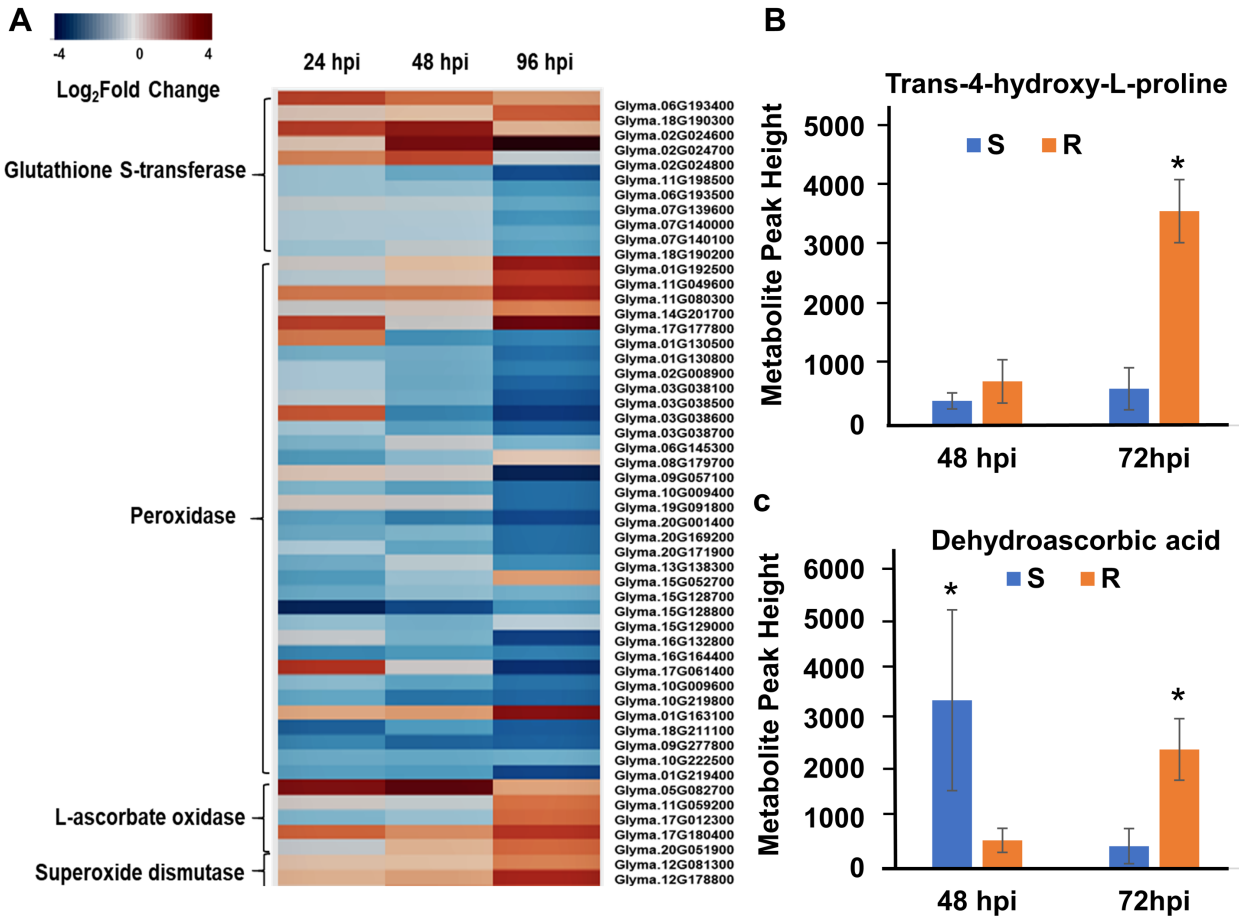 A
-4 0 4
Log2Fold Change
24 hpi 48 hpi 96 hpi
Glutathione S-transferase
Peroxidase
L-ascorbate oxidase
Superoxide dismutase
Glyma.06G193400
Glyma.18G190300
Glyma.02G024600
Glyma.02G024700
Glyma.02G024800
Glyma.11G198500
Glyma.06G193500
Glyma.07G139600
Glyma.07G140000
Glyma.07G140100
Glyma.18G190200
Glyma.01G192500
Glyma.11G049600
Glyma.11G080300
Glyma.14G201700
Glyma.17G177800
Glyma.01G130500
Glyma.01G130800
Glyma.02G008900
Glyma.03G038100
Glyma.03G038500
Glyma.03G038600
Glyma.03G038700
Glyma.06G145300
Glyma.08G179700
Glyma.09G057100
Glyma.10G009400
Glyma.19G091800
Glyma.20G001400
Glyma.20G169200
Glyma.20G171900
Glyma.13G138300
Glyma.15G052700
Glyma.15G128700
Glyma.15G128800
Glyma.15G129000
Glyma.16G132800
Glyma.16G164400
Glyma.17G061400
Glyma.10G009600
Glyma.10G219800
Glyma.01G163100
Glyma.18G211100
Glyma.09G277800
Glyma.10G222500
Glyma.01G219400
Glyma.05G082700
Glyma.11G059200
Glyma.17G012300
Glyma.17G180400
Glyma.20G051900
Glyma.12G081300
Glyma.12G178800
B
Trans-4-hydroxy-L-proline
S R
Metabolite Peak Height
5000
4000
3000
2000
1000
0
*
48 hpi 72hpi
c
Dehydroascorbic acid
S R
Metabolite Peak Height
6000
5000
4000
3000
2000
1000
0
*
*
48 hpi 72hpi